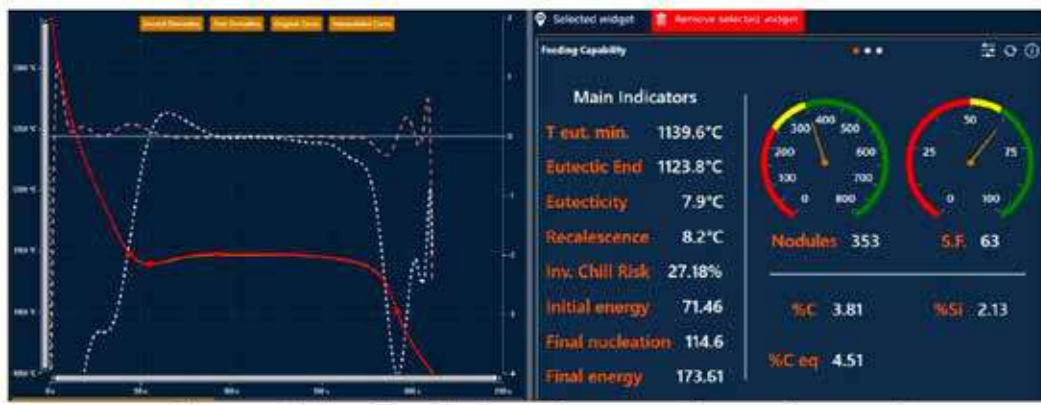 Selected widget
Remove selected widget
Feeding Capability
Main Indicators
T eut. min. 1139.6°C
Eutectic End 1123.8°C
Eutecticity 7.9°C
Recalescence 8.2°C
Inv. Chill Risk 27.18%
Initial energy 71.46
Final nucleation 114.6
Final energy 173.61
0 100 200 300 400 500 600 700 800
Nodules 353
0 25 50 75 100
S.F. 63
%C 3.81
%Si 2.13
%C eq 4.51